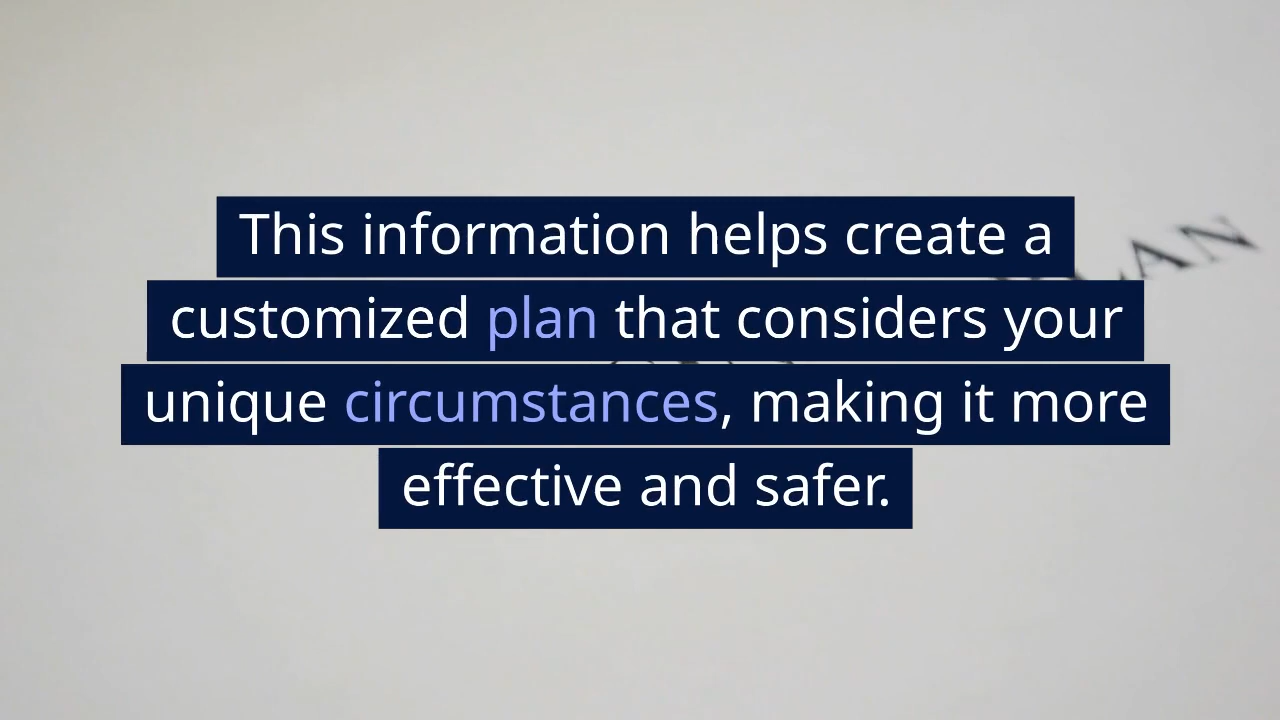 This information helps create a
customized plan that considers your
unique circumstances, making it more
effective and safer.